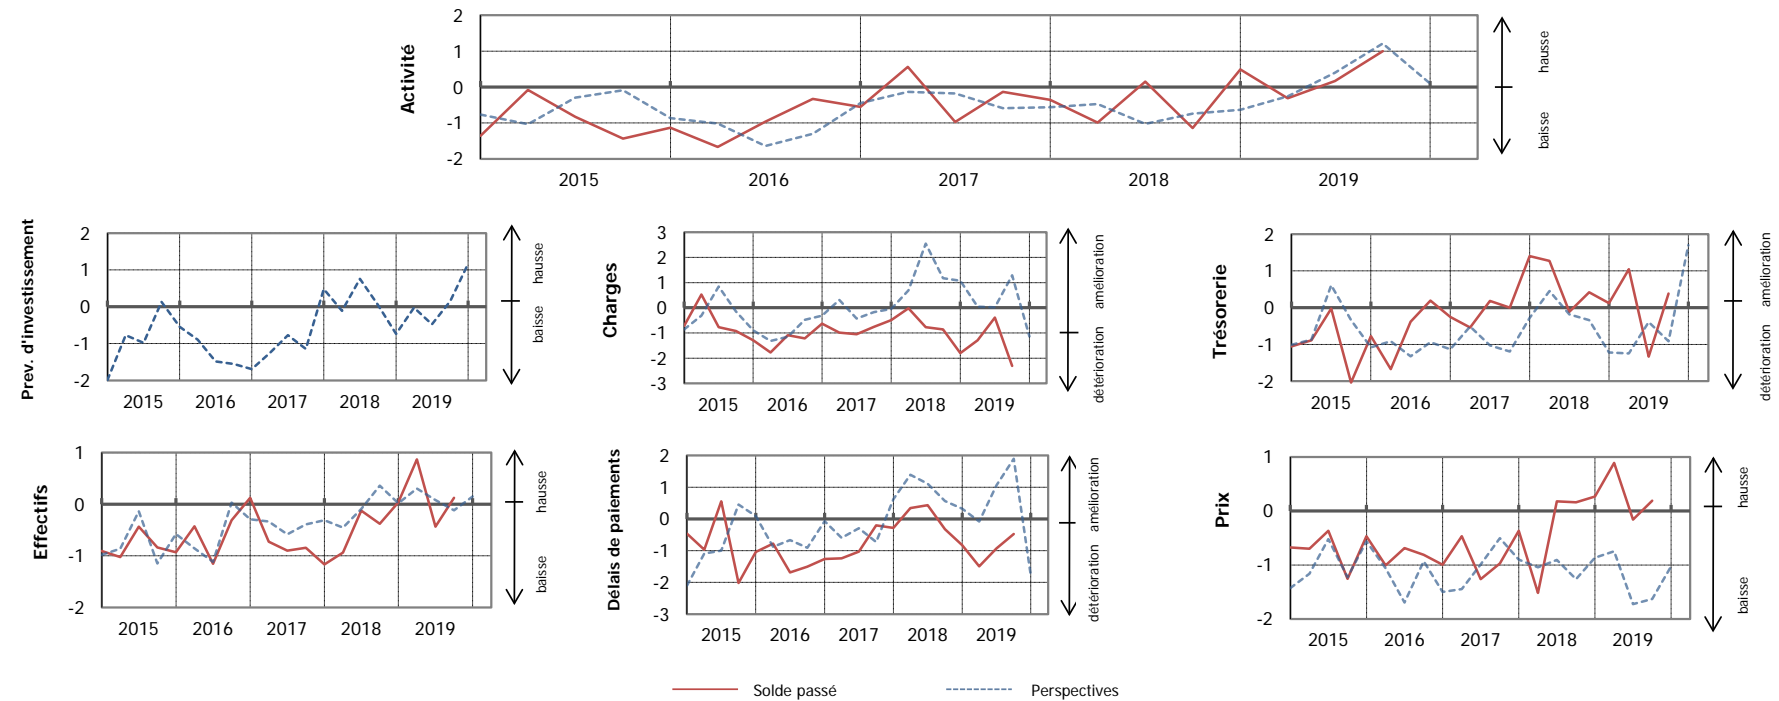 Activité
2
1
0
-1
-2
2015 2016 2017 2018 2019
hausse
baisse
Prev. d'investissement
2
1
0
-1
-2
2015 2016 2017 2018 2019
hausse
baisse
Charges
3
2
1
0
-1
-2
-3
2015 2016 2017 2018 2019
amélioration
détérioration
Trésorerie
2
1
0
-1
-2
2015 2016 2017 2018 2019
amélioration
détérioration
Effectifs
1
0
-1
-2
2015 2016 2017 2018 2019
hausse
baisse
Délais de paiements
2
1
0
-1
-2
-3
2015 2016 2017 2018 2019
amélioration
détérioration
Prix
1
0
-1
-2
2015 2016 2017 2018 2019
hausse
baisse
Solde passé Perspectives